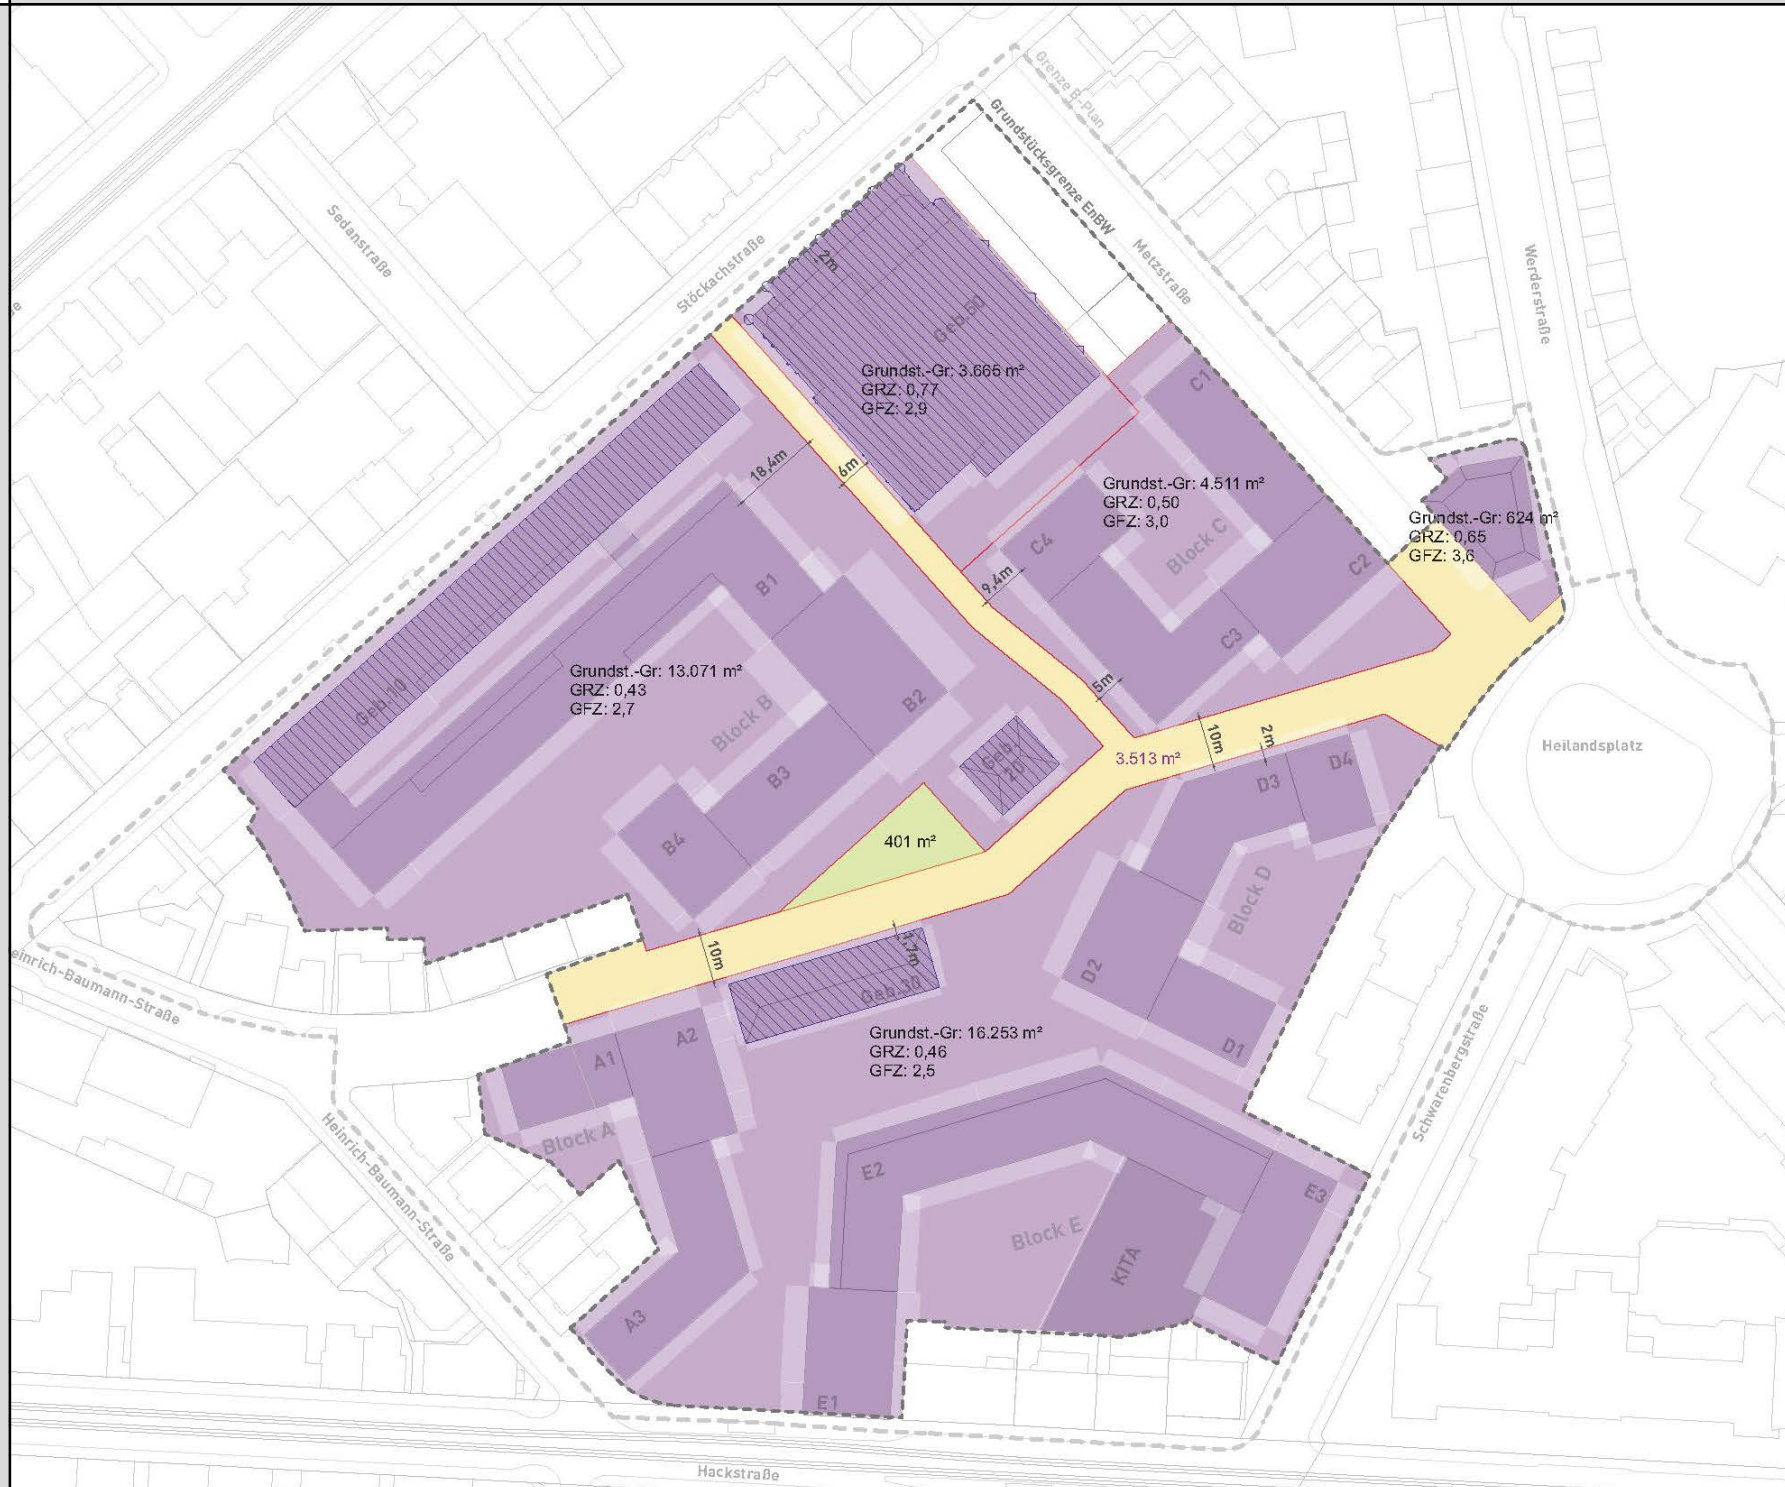 Grenze B-Plan
Grundstücksgrenze EnBW
Metzstraße
Werderstraße
Sedanstraße
Stöckachstraße
2m
Geb.50
Grundst.-Gr: 3.665 m²
GRZ: 0,77
GFZ: 2,9
C1
18,4m
6m
Grundst.-Gr: 4.511 m²
GRZ: 0,50
GFZ: 3,0
Grundst.-Gr: 624 m²
GRZ: 0,65
GFZ: 3,6
C4
Block C
C2
9,4m
B1
C3
Grundst.-Gr: 13.071 m²
GRZ: 0,43
GFZ: 2,7
Geb.10
5m
B2
Block B
10m
2m
Heilandsplatz
3.513 m²
Geb.
20
B3
D3
D4
B4
401 m²
Block D
10m
1,7m
D2
Geb.30
Heinrich-Baumann-Straße
Grundst.-Gr: 16.253 m²
GRZ: 0,46
GFZ: 2,5
A2
A1
D1
Schwarenbergstraße
Block A
Heinrich-Baumann-Straße
E2
E3
Block E
KITA
A3
E1
Hackstraße